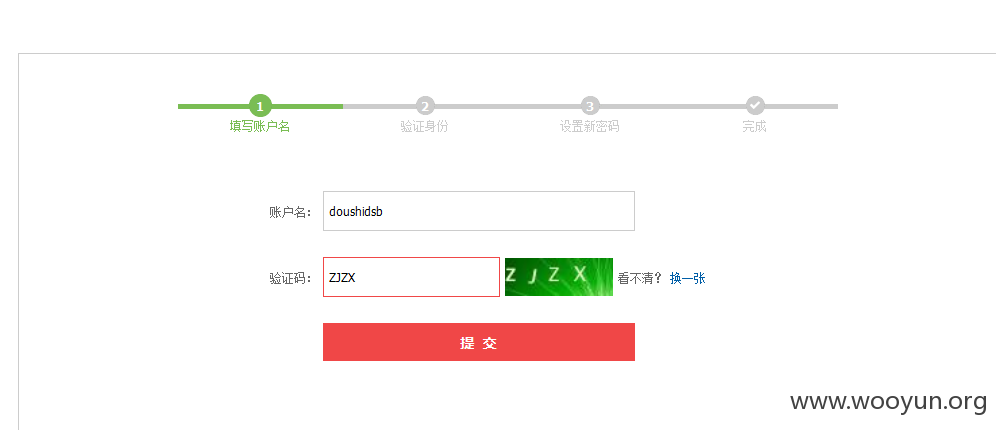 1 2 3
填写账户名 验证身份 设置新密码 完成
账户名： doushidsb
验证码： ZJZX ZJZX 看不清？ 换一张
提 交
www.wooyun.org